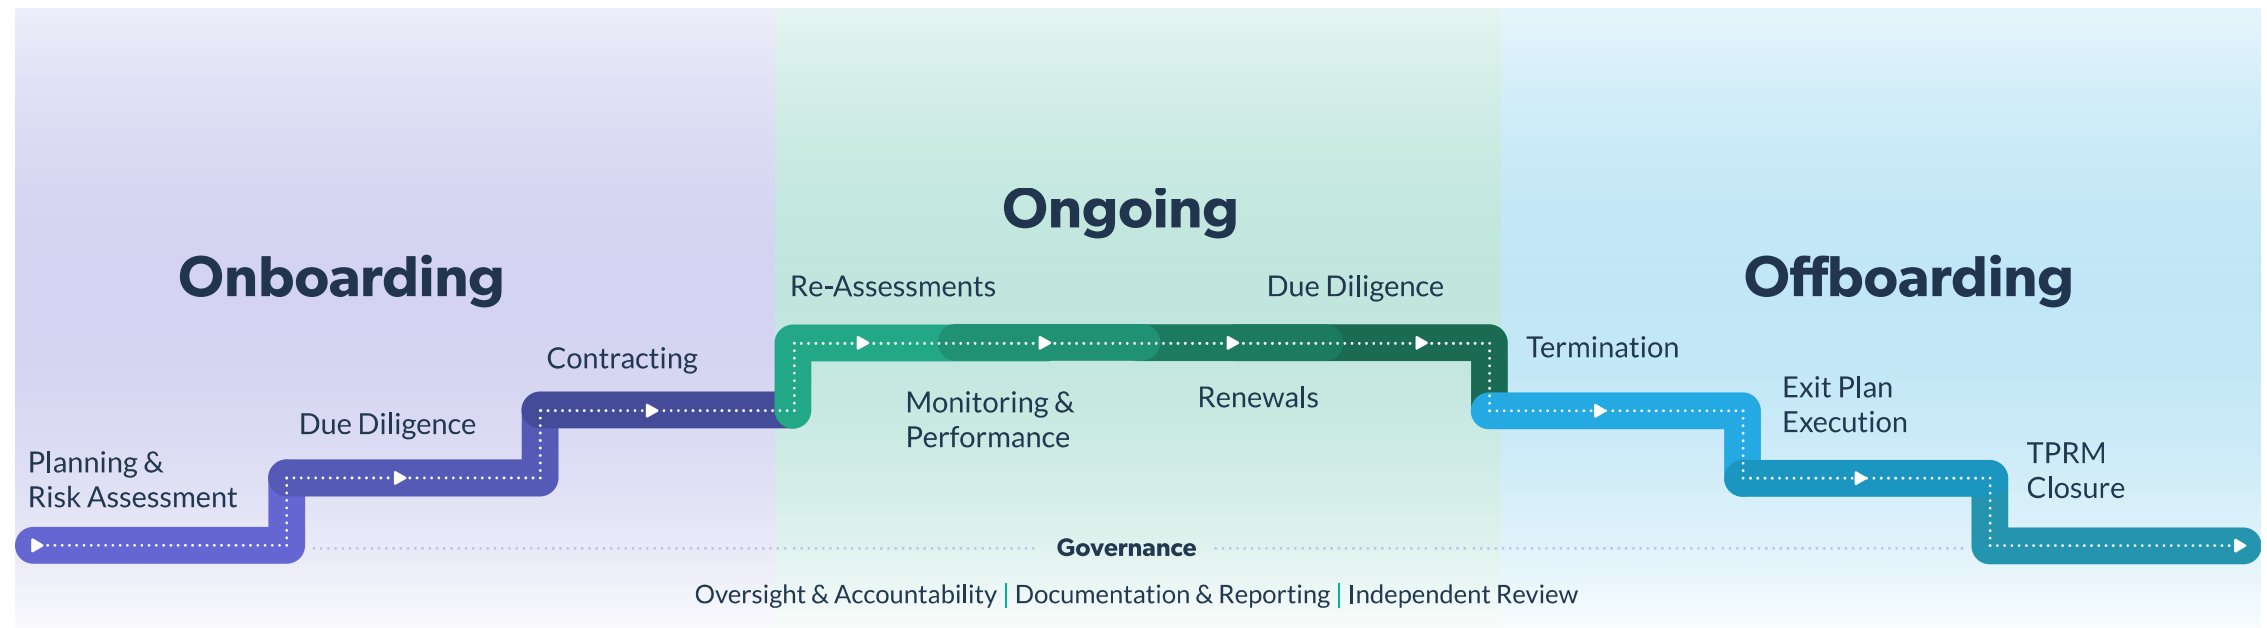 Onboarding
Planning &
Risk Assessment
Due Diligence
Contracting
Ongoing
Re-Assessments
Monitoring &
Performance
Renewals
Due Diligence
Offboarding
Termination
Exit Plan
Execution
TPRM
Closure
Governance
Oversight & Accountability | Documentation & Reporting | Independent Review